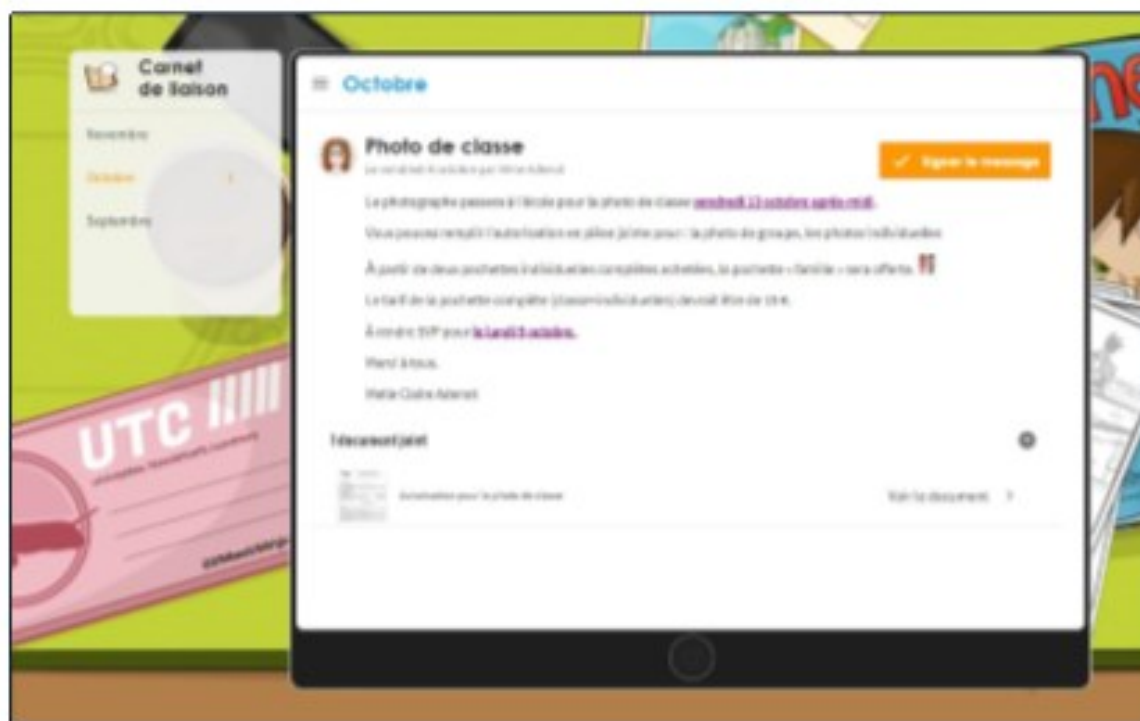 Carnet
de liaison
Novembre
Octobre
Septembre
Octobre
Photo de classe
Signer le message
Le photographe passera à l'école pour la photo de classe vendredi 13 octobre après-midi.
Vous pouvez remplir l'autorisation en pièce jointe pour : la photo de groupe, les photos individuelles
À partir de deux pochettes individuelles complètes achetées, la pochette « famille » sera offerte.
Le tarif de la pochette complète (classe+individuelles) devrait être de
À rendre SVP pour le lundi 9 octobre.
Merci à tous.
Marie Claire
1 document joint
Autorisation pour la photo de classe
Voir le document
UTC